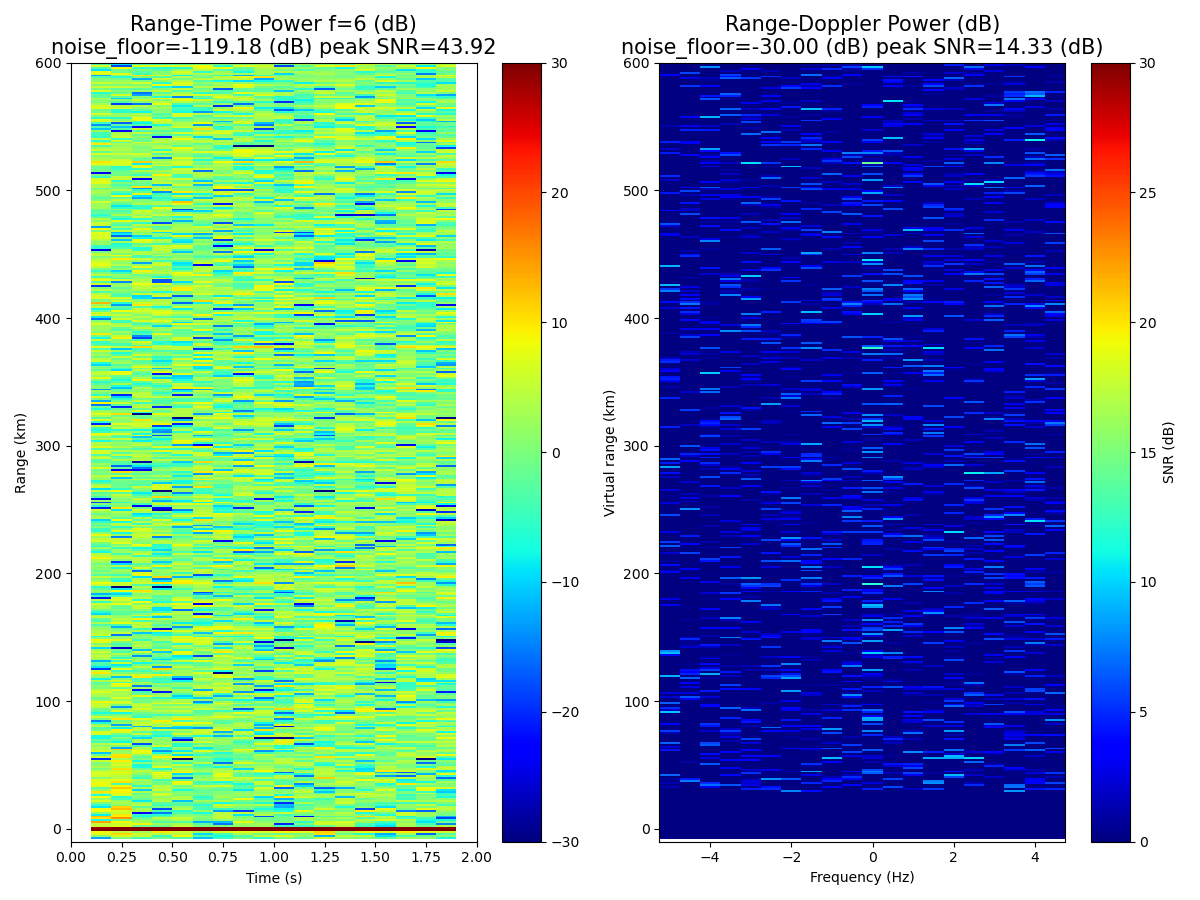 Range-Time Power f=6 (dB)
noise_floor=-119.18 (dB) peak SNR=43.92
Range-Doppler Power (dB)
noise_floor=-30.00 (dB) peak SNR=14.33 (dB)
600
500
400
300
200
100
0
Range (km)
0.00 0.25 0.50 0.75 1.00 1.25 1.50 1.75 2.00
Time (s)
30
20
10
0
−10
−20
−30
600
500
400
300
200
100
0
Virtual range (km)
−4 −2 0 2 4
Frequency (Hz)
30
25
20
15
10
5
0
SNR (dB)